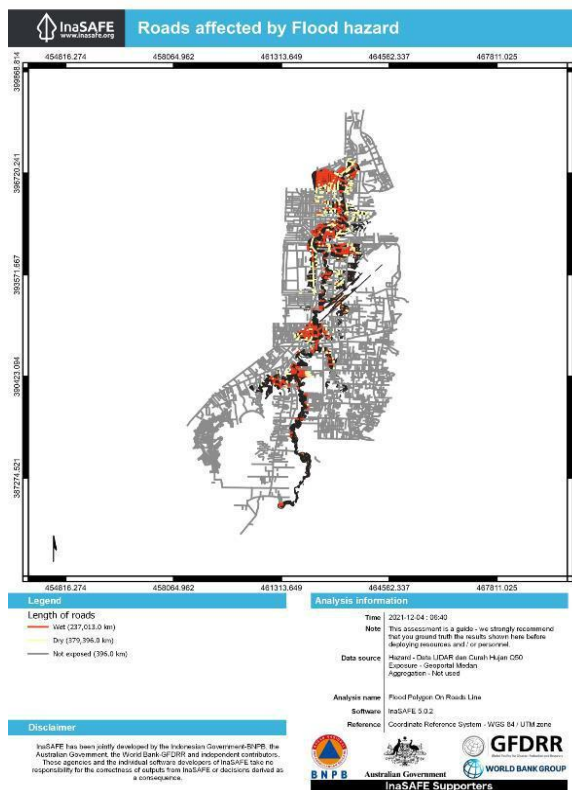 InaSAFE
www.inasafe.org
Roads affected by Flood hazard
454816.274 458064.962 461313.649 464562.337 467811.025
399868.814
396720.241
393571.667
390423.094
387274.521
454816.274 458064.962 461313.649 464562.337 467811.025
Legend
Length of roads
Wet (237,013.0 km)
Dry (379,396.0 km)
Not exposed (396.0 km)
Disclaimer
InaSAFE has been jointly developed by the Indonesian Government-BNPB, the
Australian Government, the World Bank-GFDRR and independent contributors.
These agencies and the individual software developers of InaSAFE take no
responsibility for the correctness of outputs from InaSAFE or decisions derived as
a consequence.
Analysis information
Time 2021-12-04 : 06:40
Note This assessment is a guide - we strongly recommend
that you ground truth the results shown here before
deploying resources and / or personnel.
Data source Hazard - Data LIDAR dan Curah Hujan Q50
Exposure - Geoportal Medan
Aggregation - Not used
Analysis name Flood Polygon On Roads Line
Software InaSAFE 5.0.2
Reference Coordinate Reference System - WGS 84 / UTM zone
BNPB
Australian Government
GFDRR
WORLD BANK GROUP
InaSAFE Supporters